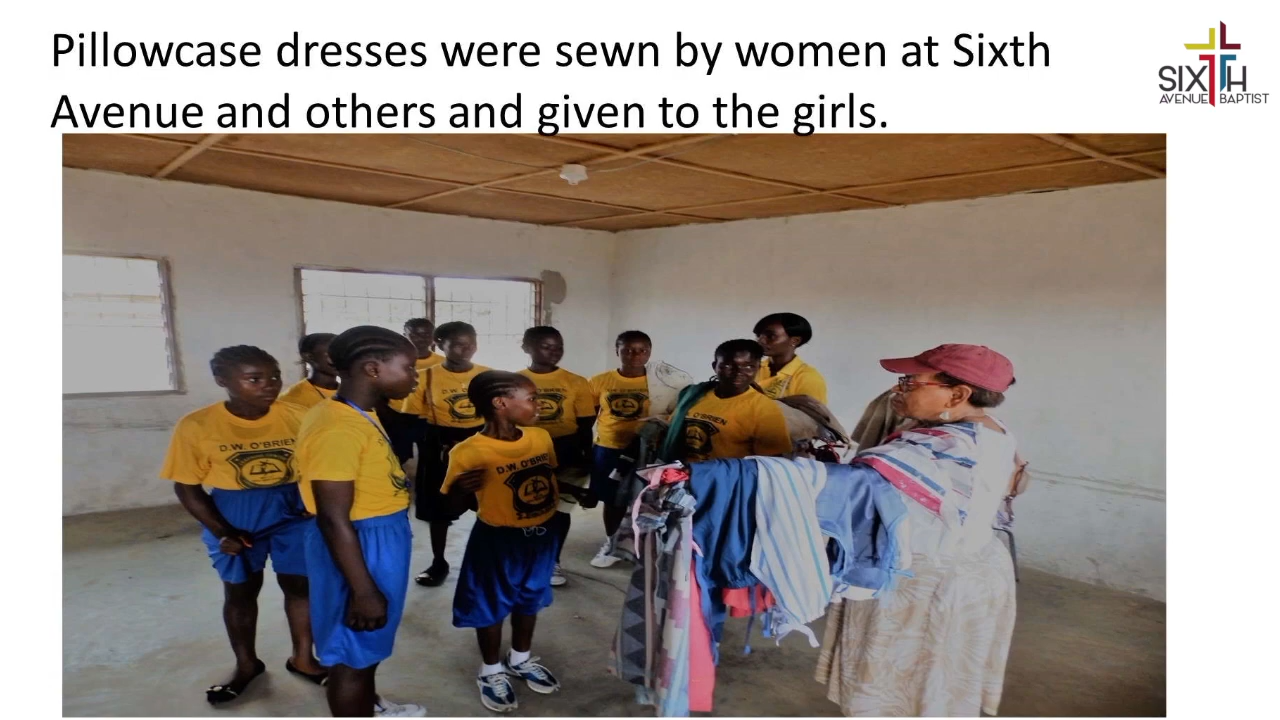 Pillowcase dresses were sewn by women at Sixth
Avenue and others and given to the girls.
SIXTH
AVENUE BAPTIST
D.W. O'BRIEN
D.W. O'BRIEN